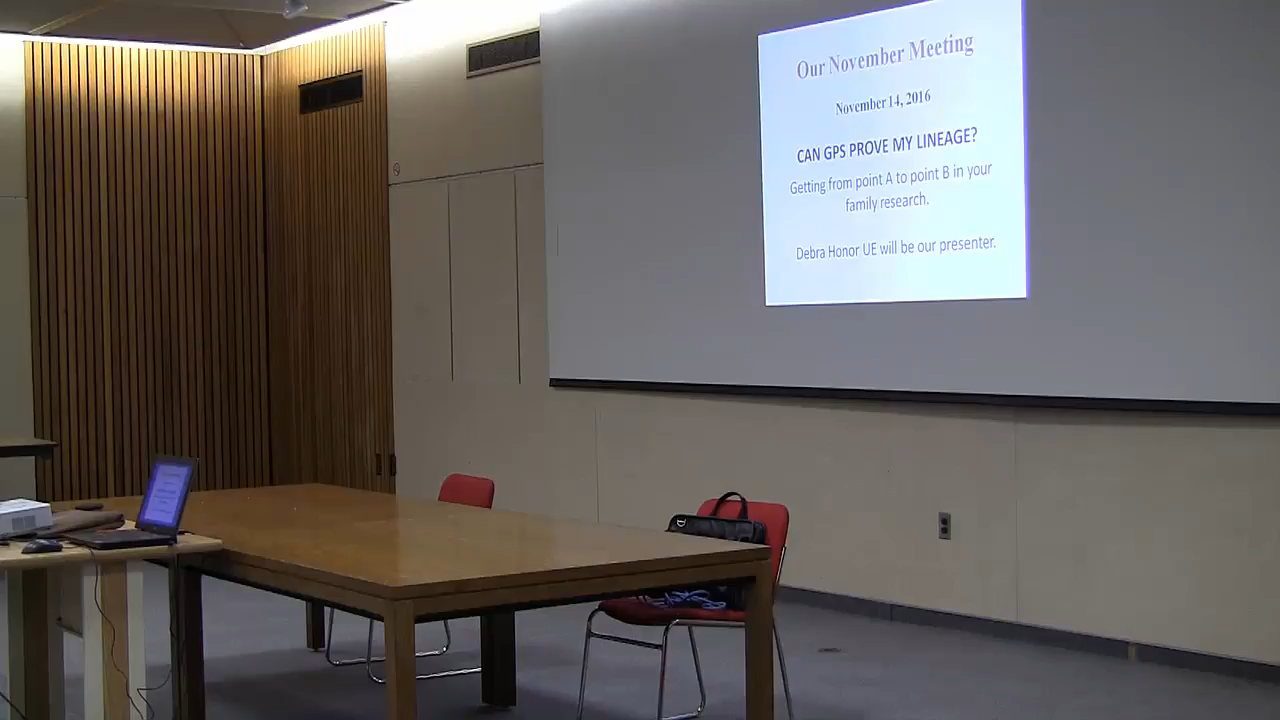 Our November Meeting
November 14, 2016
CAN GPS PROVE MY LINEAGE?
Getting from point A to point B in your
family research.
Debra Honor UE will be our presenter.